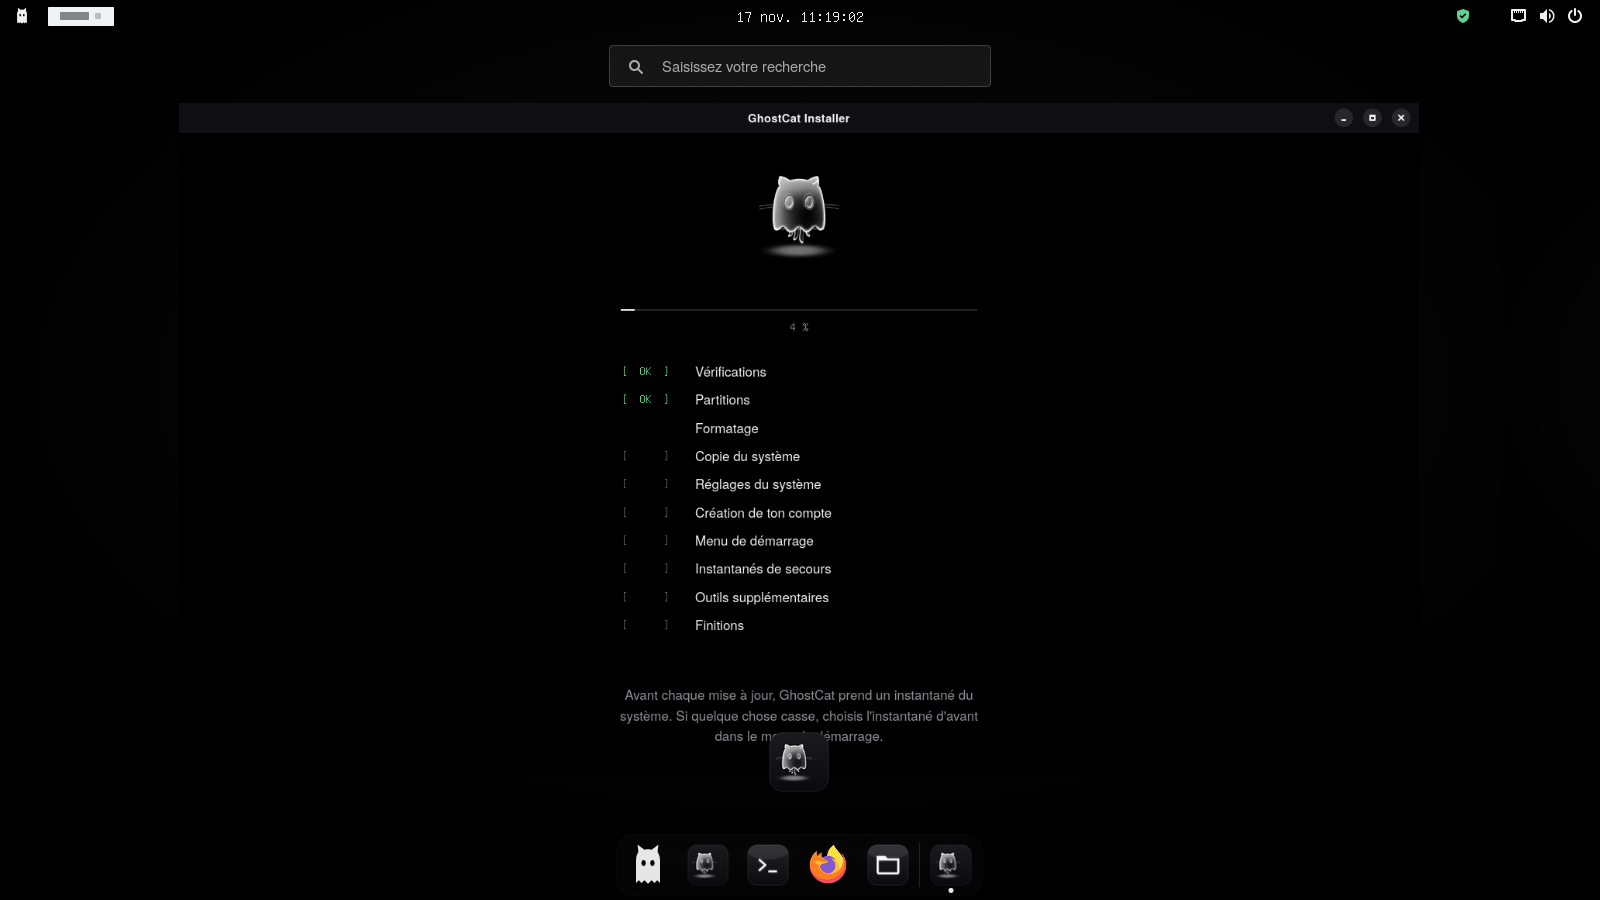 17 nov. 11:19:02
Saisissez votre recherche
GhostCat Installer
4 %
[ OK ] Vérifications
[ OK ] Partitions
Formatage
[ ] Copie du système
[ ] Réglages du système
[ ] Création de ton compte
[ ] Menu de démarrage
[ ] Instantanés de secours
[ ] Outils supplémentaires
[ ] Finitions
Avant chaque mise à jour, GhostCat prend un instantané du
système. Si quelque chose casse, choisis l'instantané d'avant
dans le émarrage.